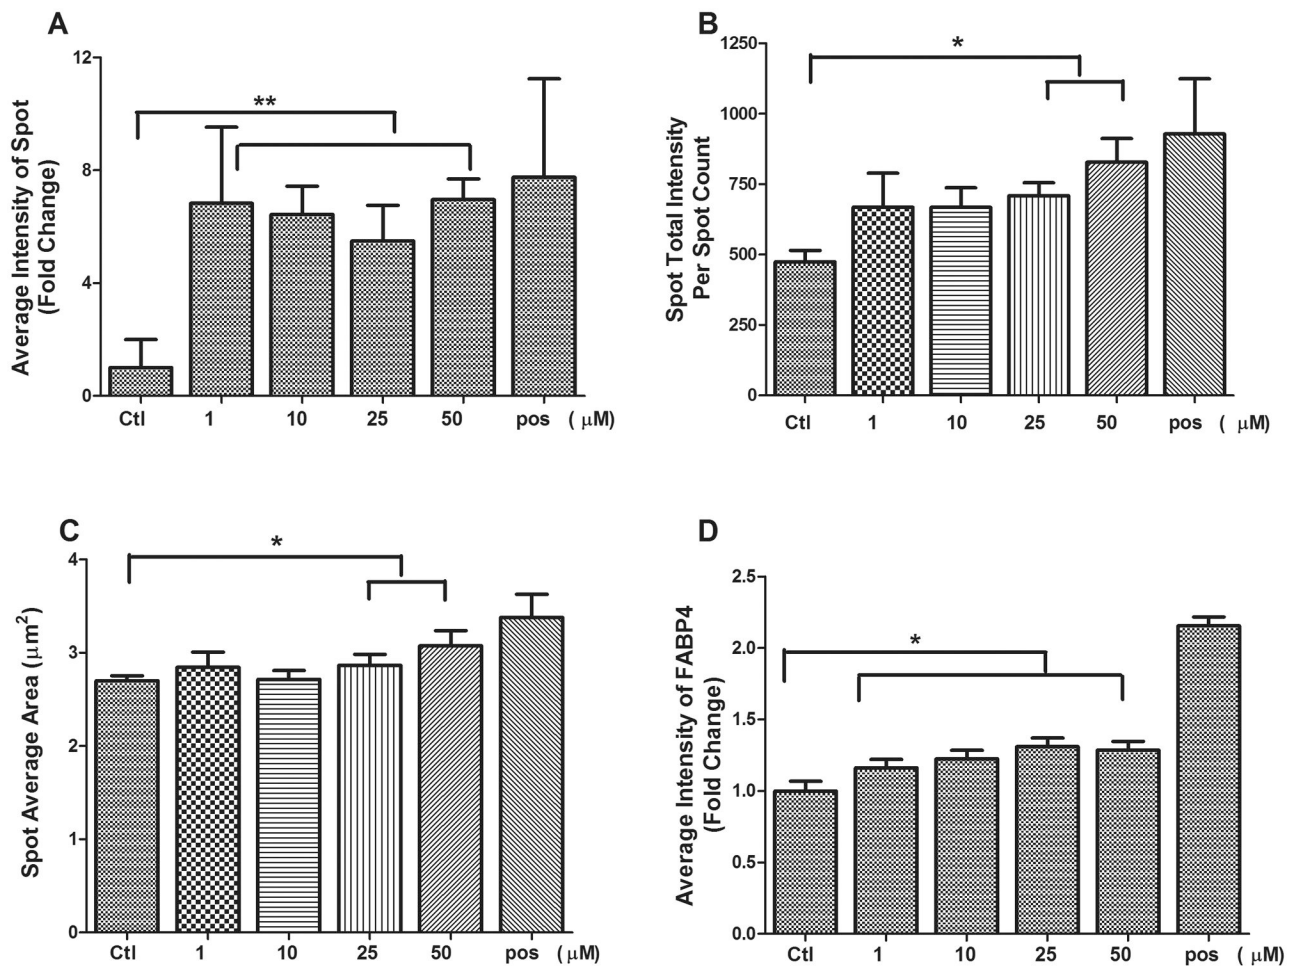 A
Average Intensity of Spot
(Fold Change)
12
8
4
0
**
Ctl 1 10 25 50 pos ( μM)
B
Spot Total Intensity
Per Spot Count
1250
1000
750
500
250
0
*
Ctl 1 10 25 50 pos ( μM)
C
Spot Average Area (μm²)
4
3
2
1
0
*
Ctl 1 10 25 50 pos (μM)
D
Average Intensity of FABP4
(Fold Change)
2.5
2.0
1.5
1.0
0.5
0.0
*
Ctl 1 10 25 50 pos ( μM)